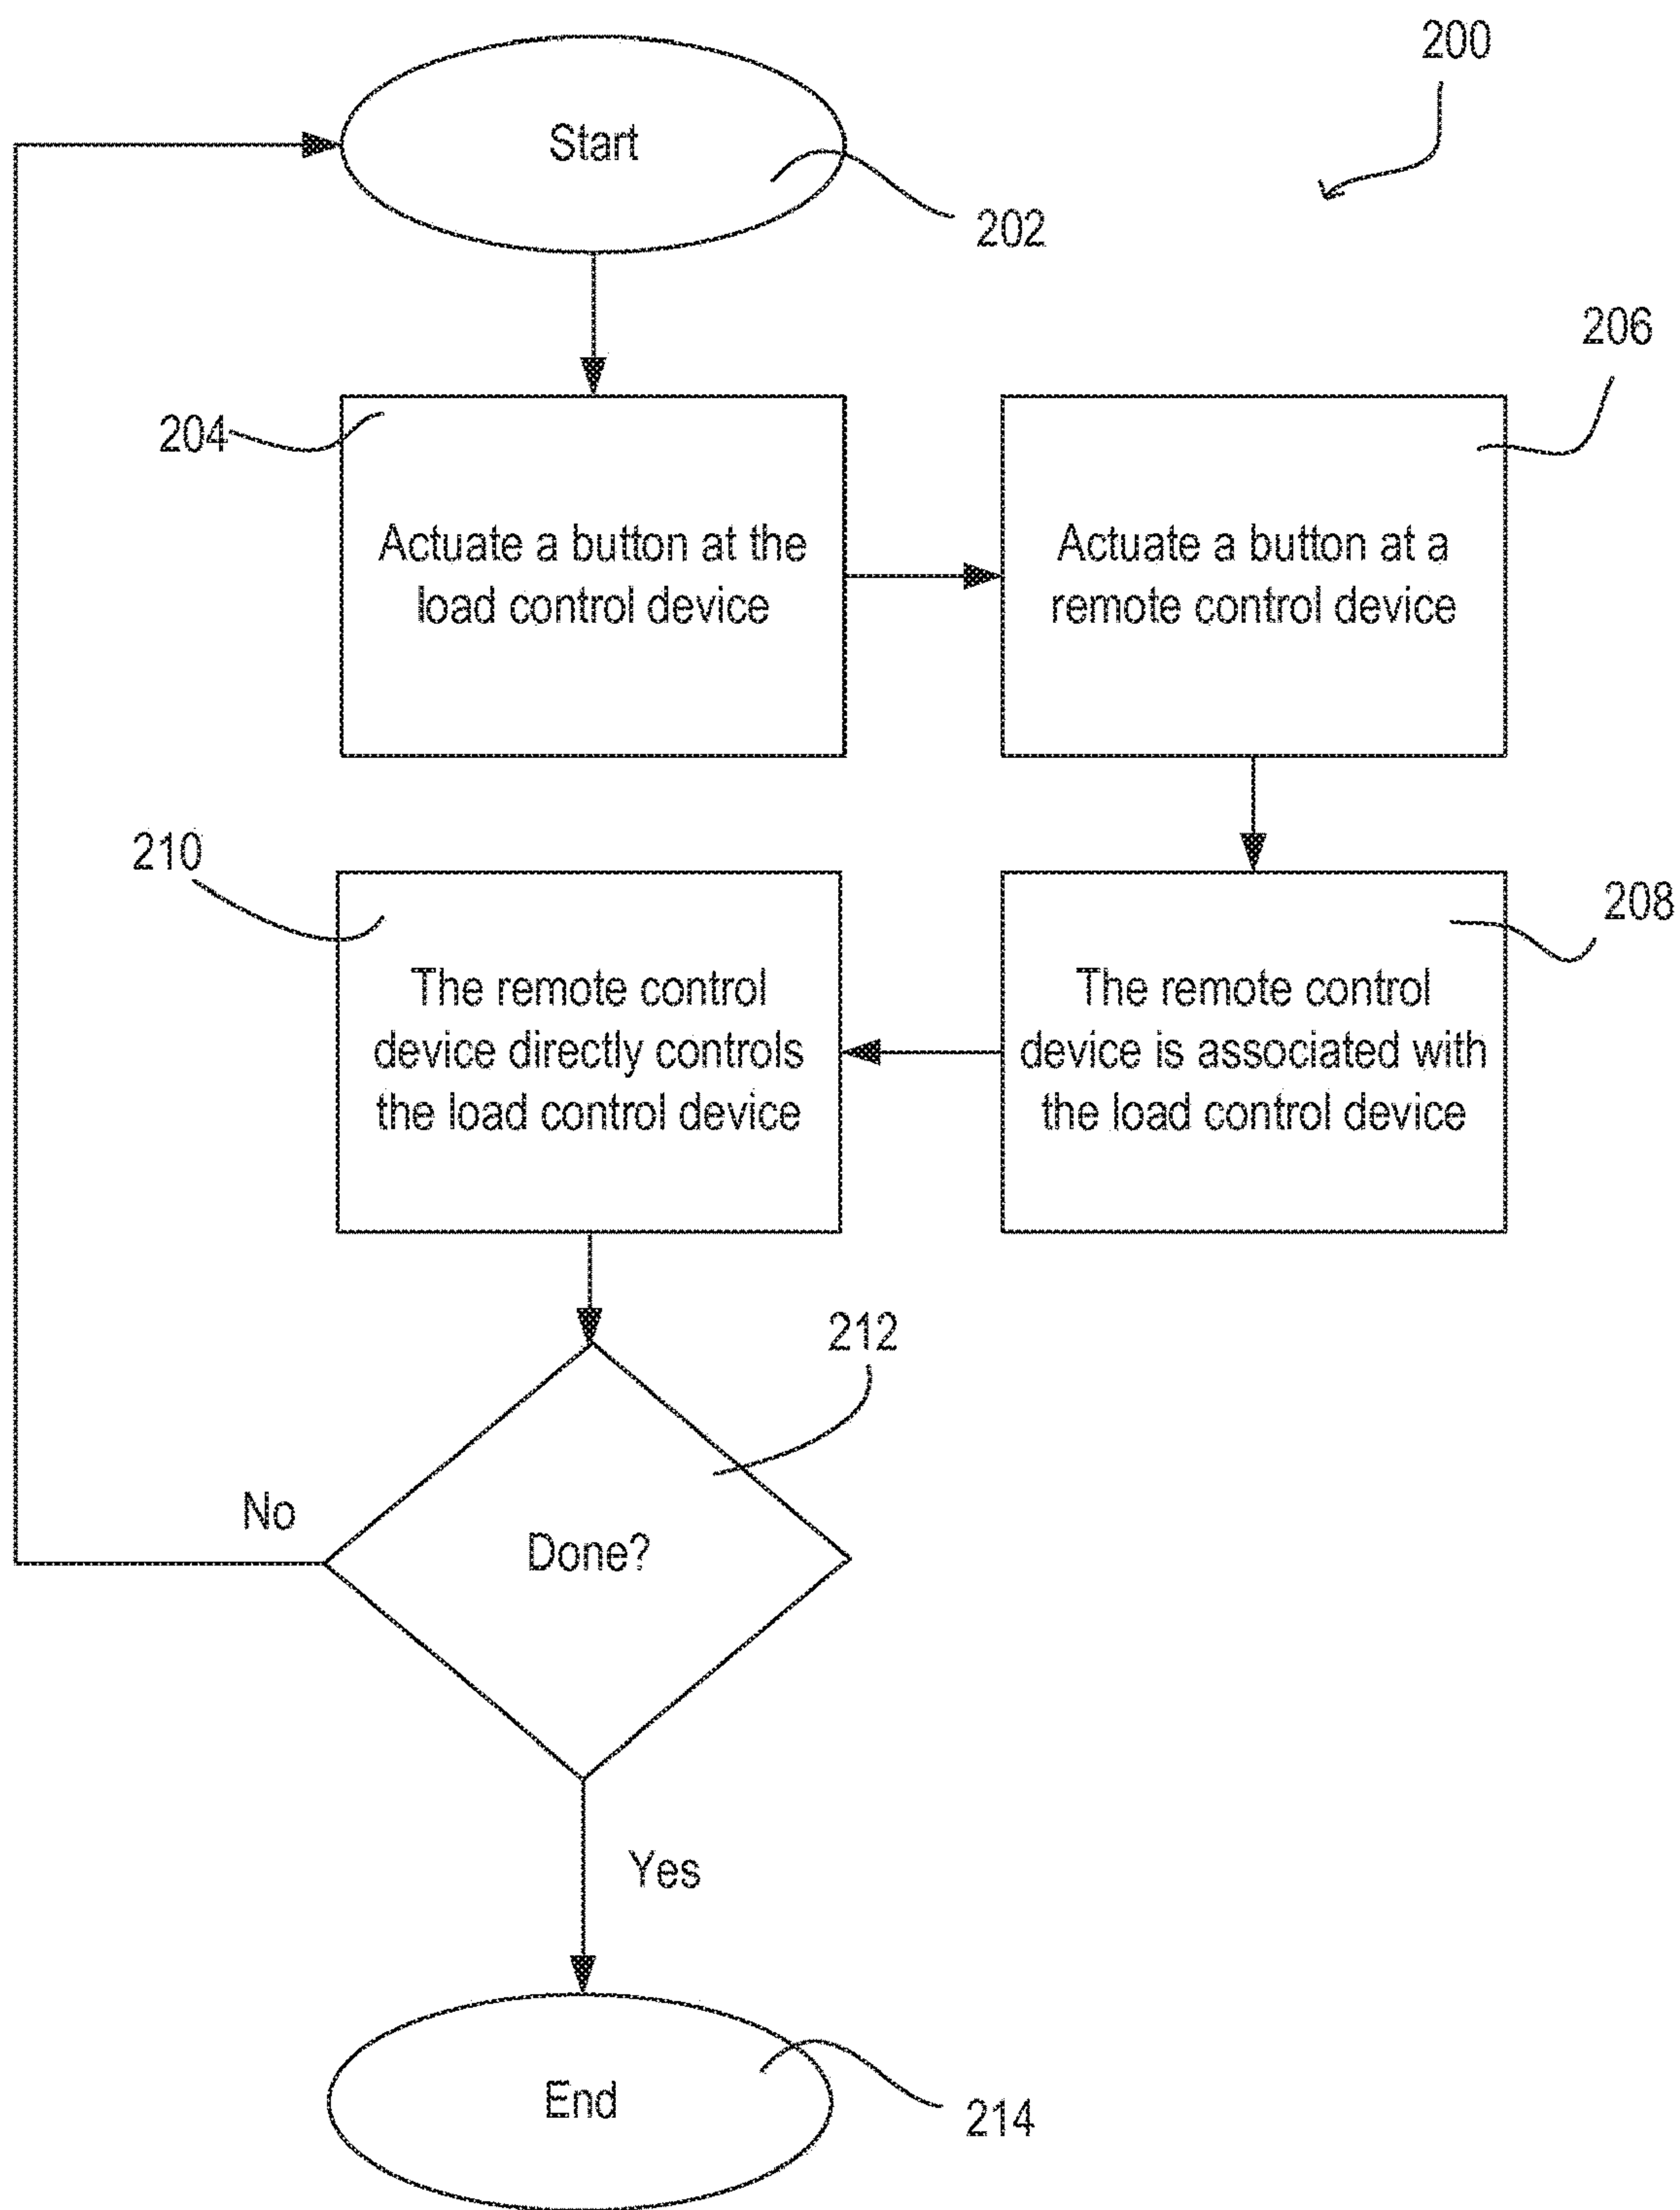 200
Start
202
206
204
Actuate a button at the
load control device
Actuate a button at a
remote control device
210
208
The remote control
device directly controls
the load control device
The remote control
device is associated with
the load control device
212
No
Done?
Yes
End
214